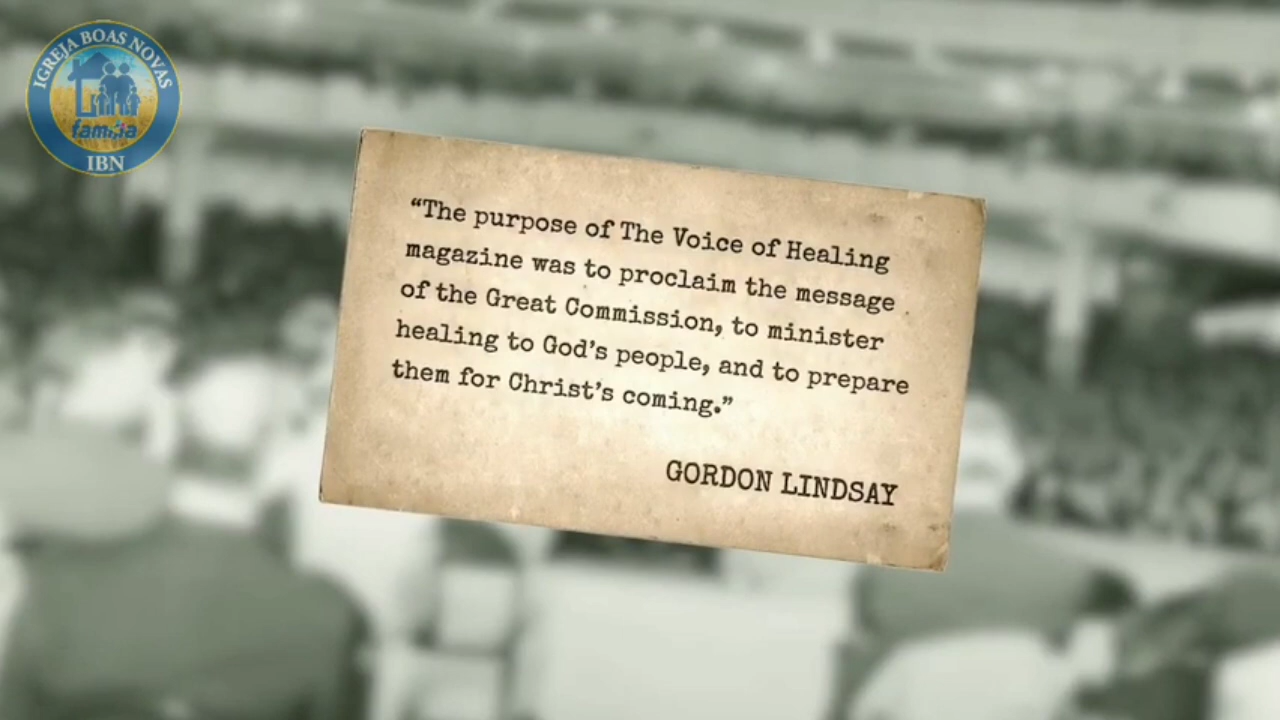 IGREJA BOAS NOVAS
família
IBN
“The purpose of The Voice of Healing
magazine was to proclaim the message
of the Great Commission, to minister
healing to God’s people, and to prepare
them for Christ’s coming.”
GORDON LINDSAY